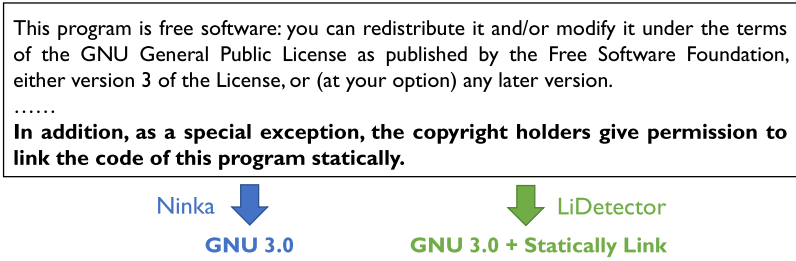 This program is free software: you can redistribute it and/or modify it under the terms
of the GNU General Public License as published by the Free Software Foundation,
either version 3 of the License, or (at your option) any later version.
......
In addition, as a special exception, the copyright holders give permission to
link the code of this program statically.
Ninka LiDetector
GNU 3.0 GNU 3.0 + Statically Link